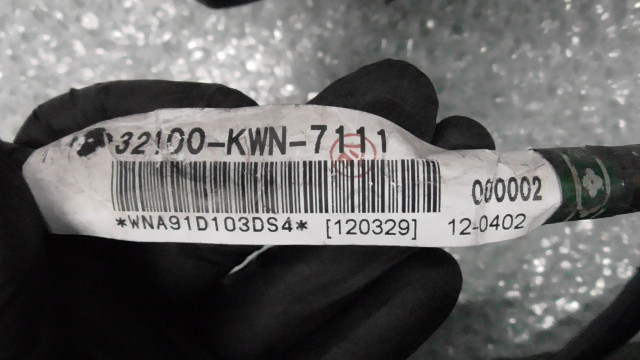 32100-KWN-7111
000002
*WNA91D103DS4* [120329] 12-0402